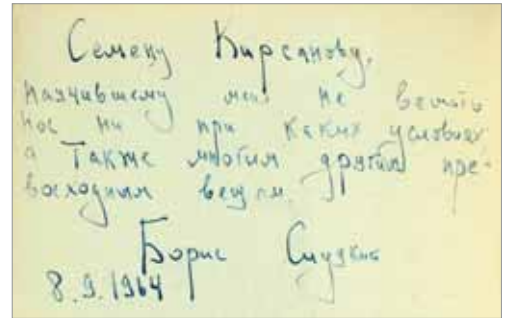 Семену Кирсанову,
научившему меня не вешать
нос ни при каких условиях
а также многим другим пре-
восходным вещам.
Борис Слуцкий
8.9.1964